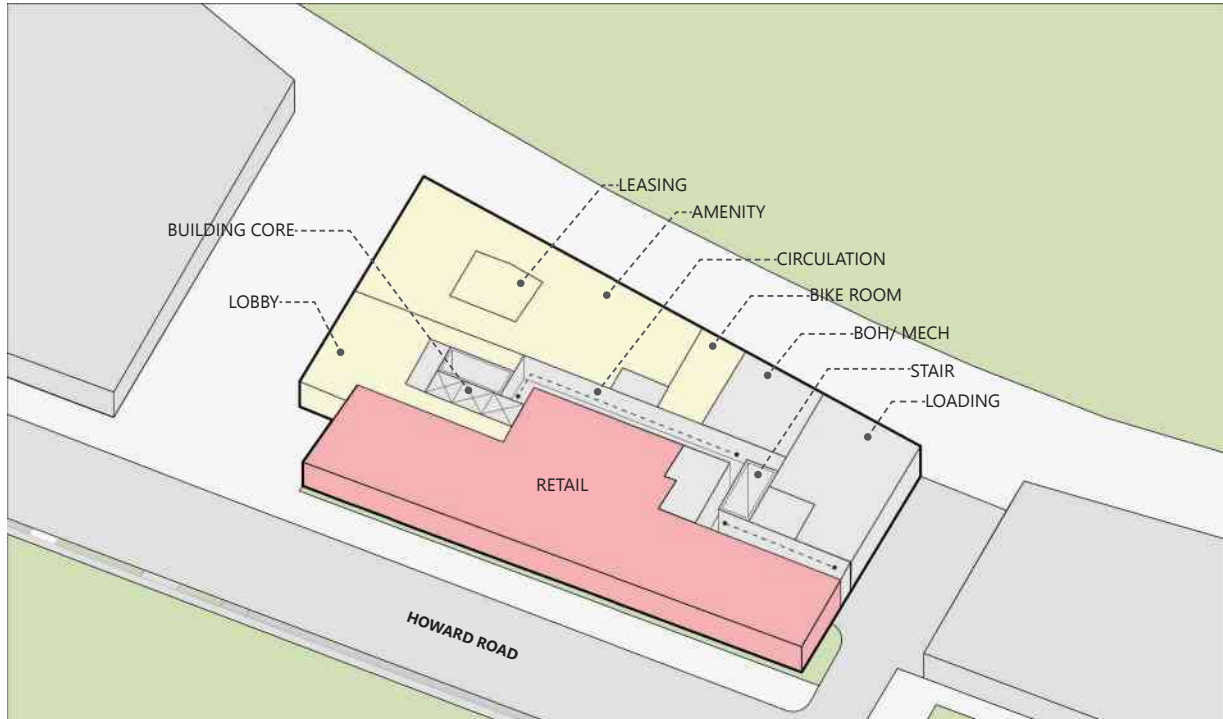 LEASING
AMENITY
BUILDING CORE
CIRCULATION
BIKE ROOM
LOBBY
BOH/ MECH
STAIR
LOADING
RETAIL
HOWARD ROAD